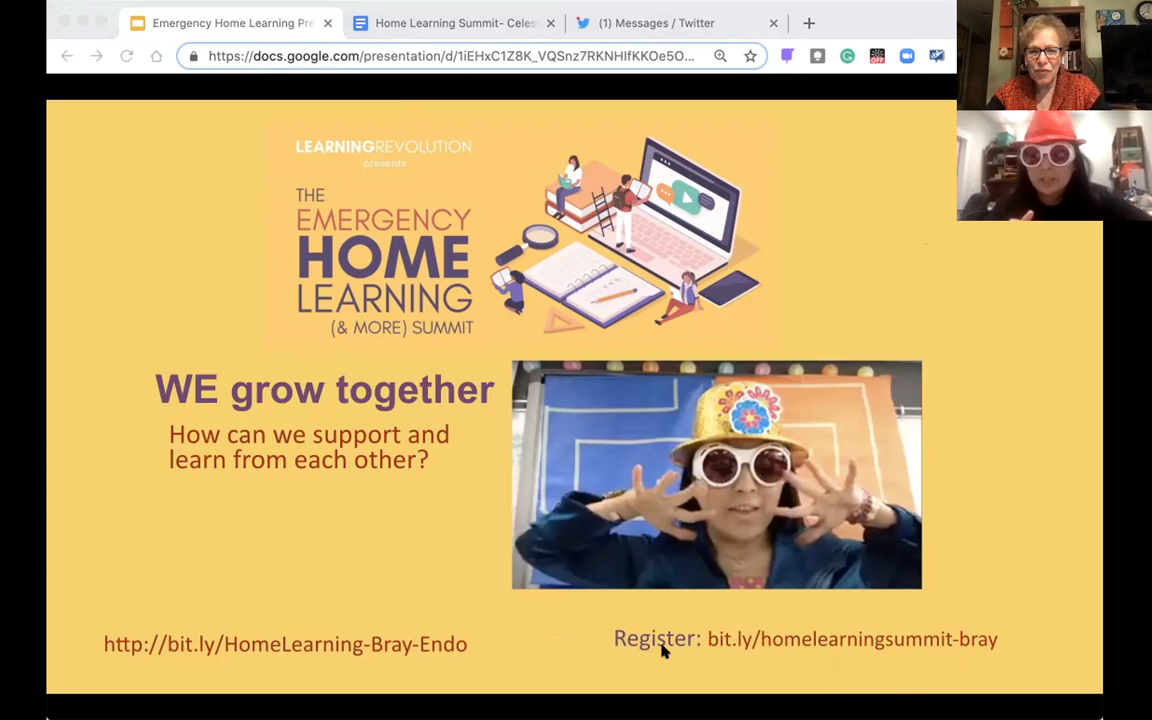 Emergency Home Learning Pre
Home Learning Summit- Celes
(1) Messages / Twitter
https://docs.google.com/presentation/d/1iEHxC1Z8K_VQSnz7RKNHIfKKOe5O...
OFF
LEARNINGREVOLUTION
presents
THE
EMERGENCY
HOME
LEARNING
(& MORE) SUMMIT
WE grow together
How can we support and
learn from each other?
http://bit.ly/HomeLearning-Bray-Endo
Register: bit.ly/homelearningsummit-bray